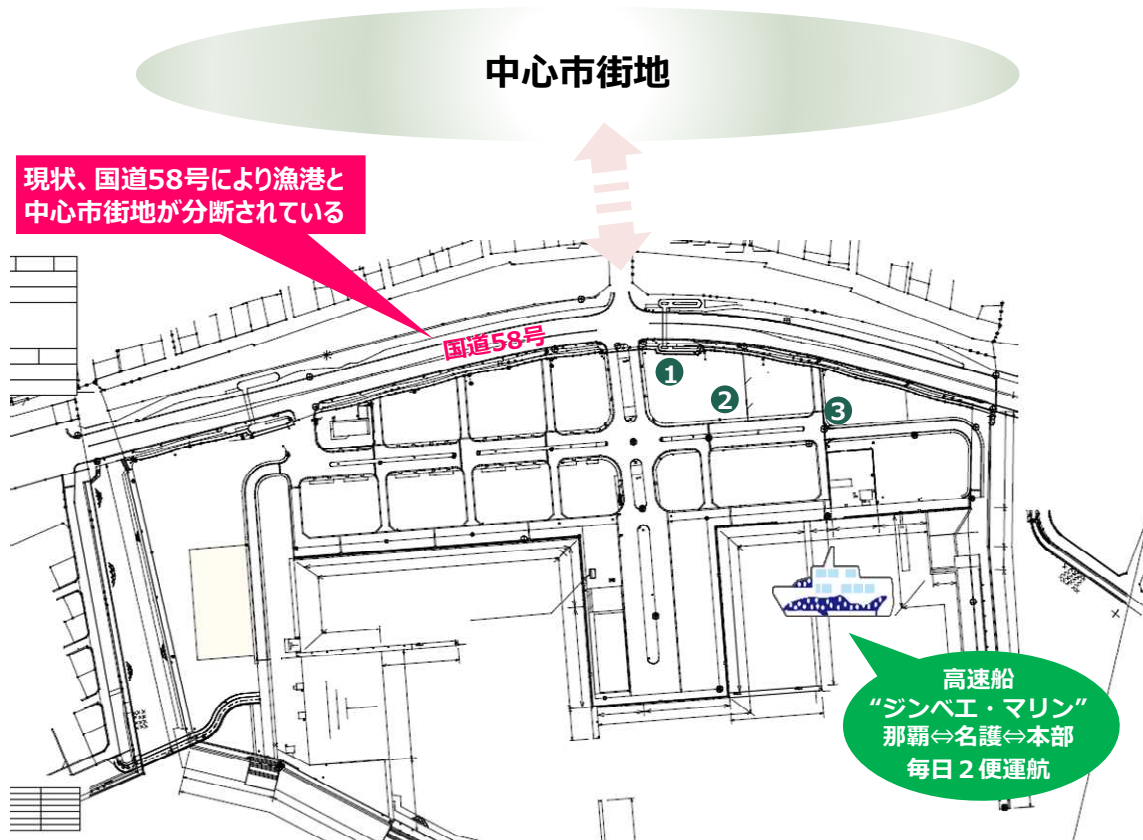 中心市街地
現状、国道58号により漁港と
中心市街地が分断されている
国道58号
❶
❷
❸
高速船
“ジンベエ・マリン”
那覇⇔名護⇔本部
毎日２便運航